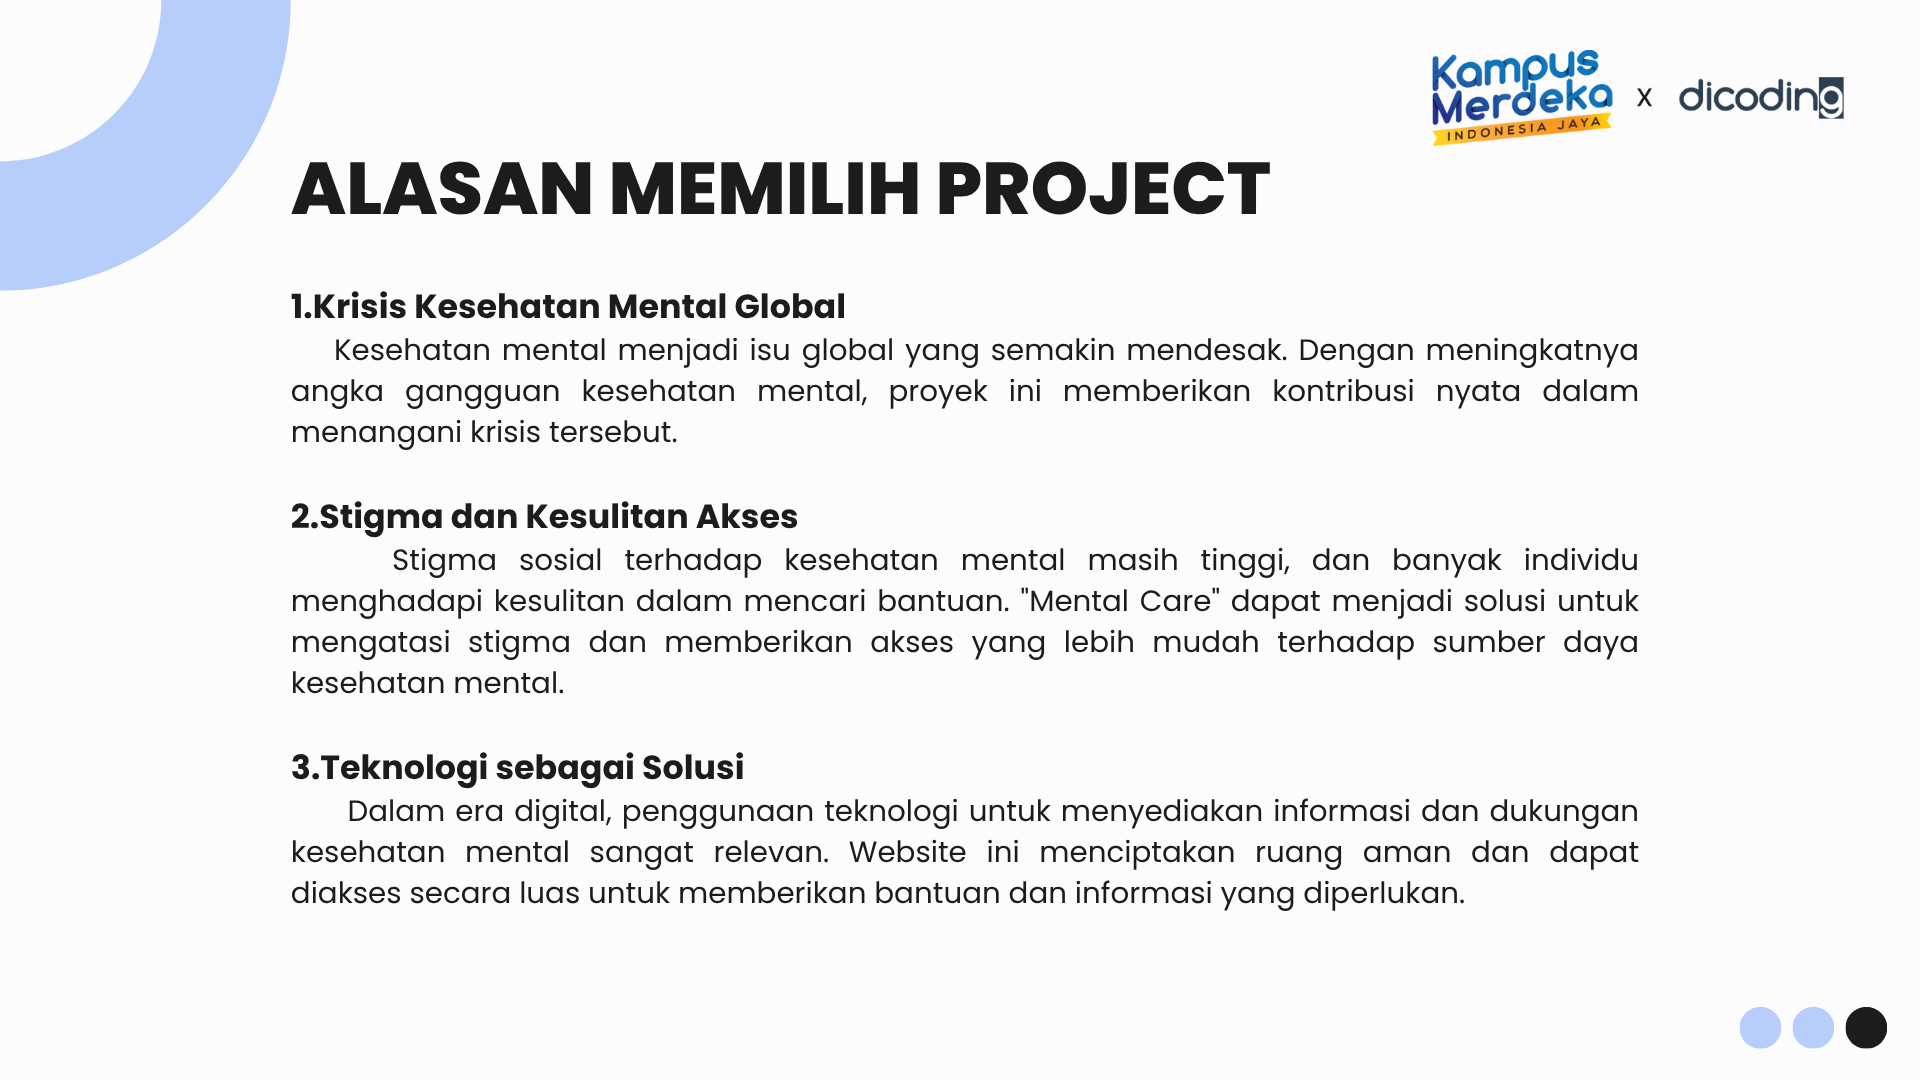 Kampus
Merdeka
INDONESIA JAYA
x
dicoding
ALASAN MEMILIH PROJECT
1.Krisis Kesehatan Mental Global
Kesehatan mental menjadi isu global yang semakin mendesak. Dengan meningkatnya
angka gangguan kesehatan mental, proyek ini memberikan kontribusi nyata dalam
menangani krisis tersebut.
2.Stigma dan Kesulitan Akses
Stigma sosial terhadap kesehatan mental masih tinggi, dan banyak individu
menghadapi kesulitan dalam mencari bantuan. "Mental Care" dapat menjadi solusi untuk
mengatasi stigma dan memberikan akses yang lebih mudah terhadap sumber daya
kesehatan mental.
3.Teknologi sebagai Solusi
Dalam era digital, penggunaan teknologi untuk menyediakan informasi dan dukungan
kesehatan mental sangat relevan. Website ini menciptakan ruang aman dan dapat
diakses secara luas untuk memberikan bantuan dan informasi yang diperlukan.